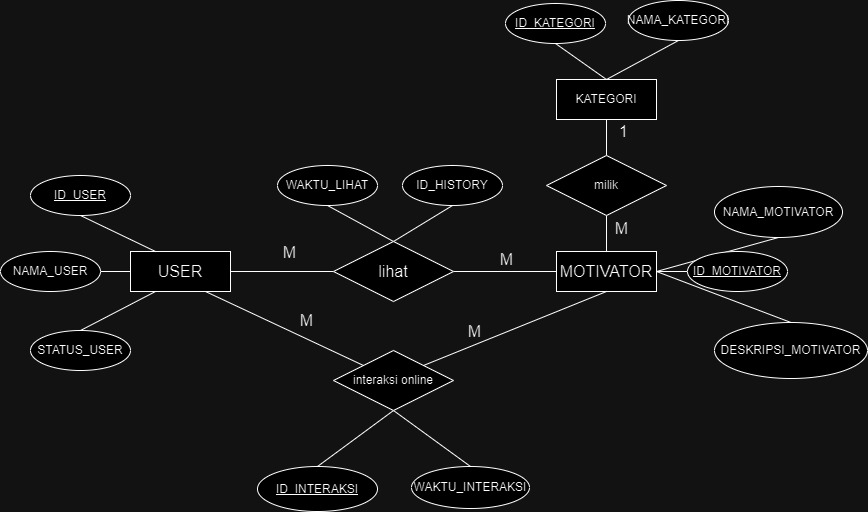 ID_KATEGORI
NAMA_KATEGORI
KATEGORI
1
milik
M
ID_USER
NAMA_USER
STATUS_USER
USER
WAKTU_LIHAT
ID_HISTORY
M
lihat
M
MOTIVATOR
NAMA_MOTIVATOR
ID_MOTIVATOR
DESKRIPSI_MOTIVATOR
M
M
interaksi online
ID_INTERAKSI
WAKTU_INTERAKSI